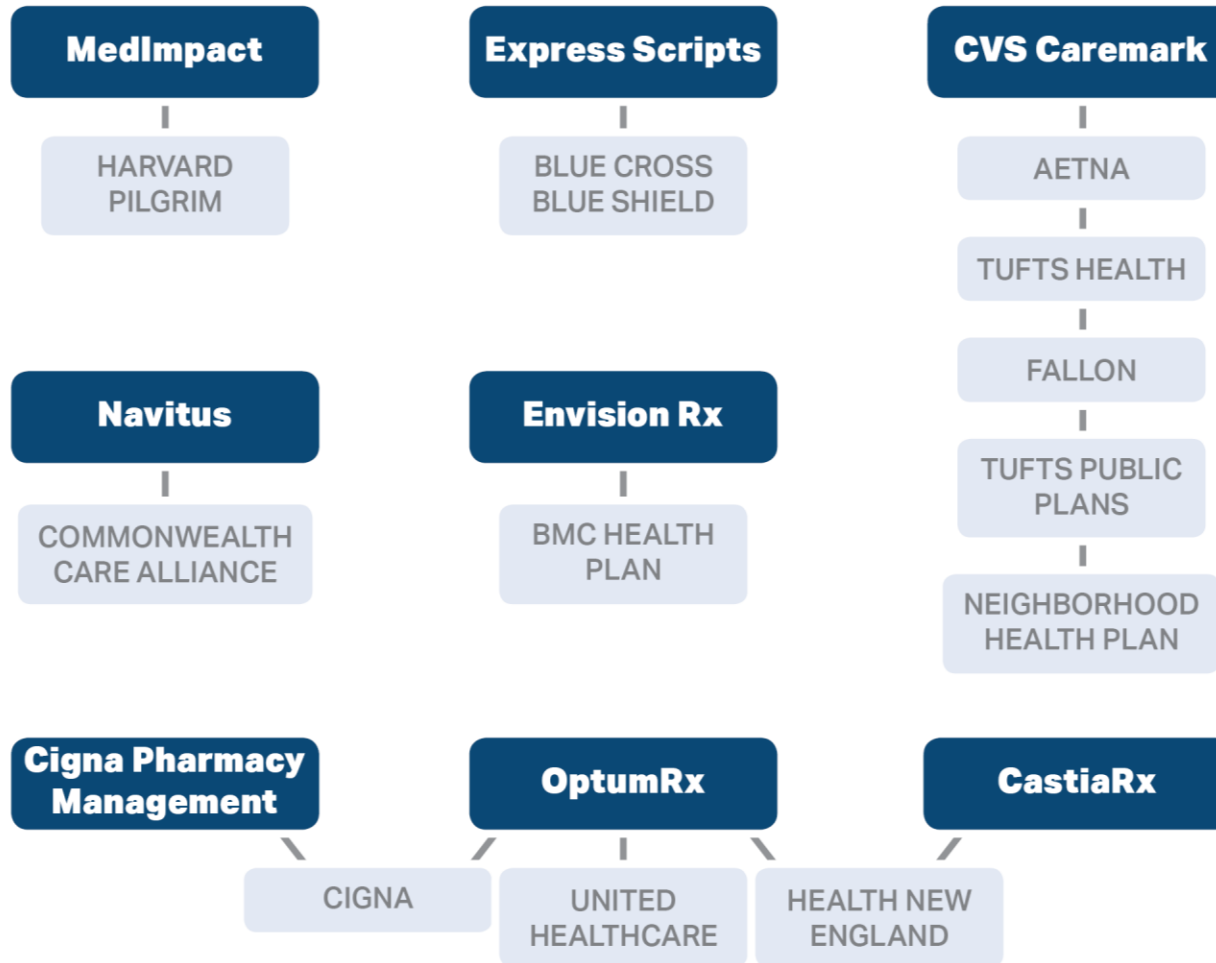 MedImpact
HARVARD
PILGRIM
Express Scripts
BLUE CROSS
BLUE SHIELD
CVS Caremark
AETNA
TUFTS HEALTH
FALLON
TUFTS PUBLIC
PLANS
NEIGHBORHOOD
HEALTH PLAN
Navitus
COMMONWEALTH
CARE ALLIANCE
Envision Rx
BMC HEALTH
PLAN
Cigna Pharmacy
Management
OptumRx
CastiaRx
CIGNA
UNITED
HEALTHCARE
HEALTH NEW
ENGLAND